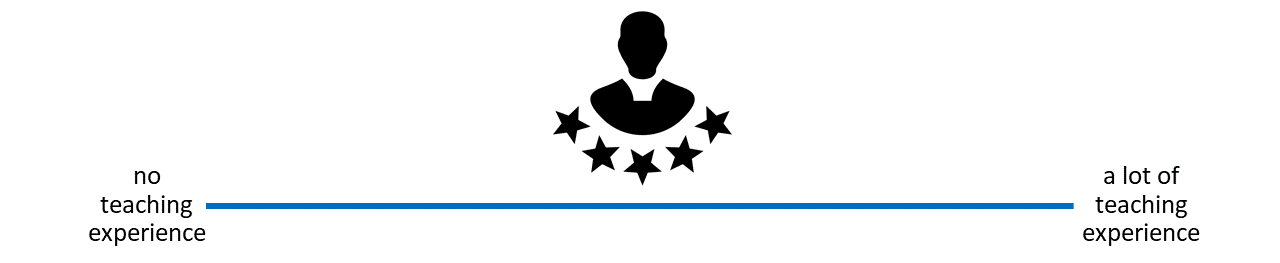 no
teaching
experience
a lot of
teaching
experience